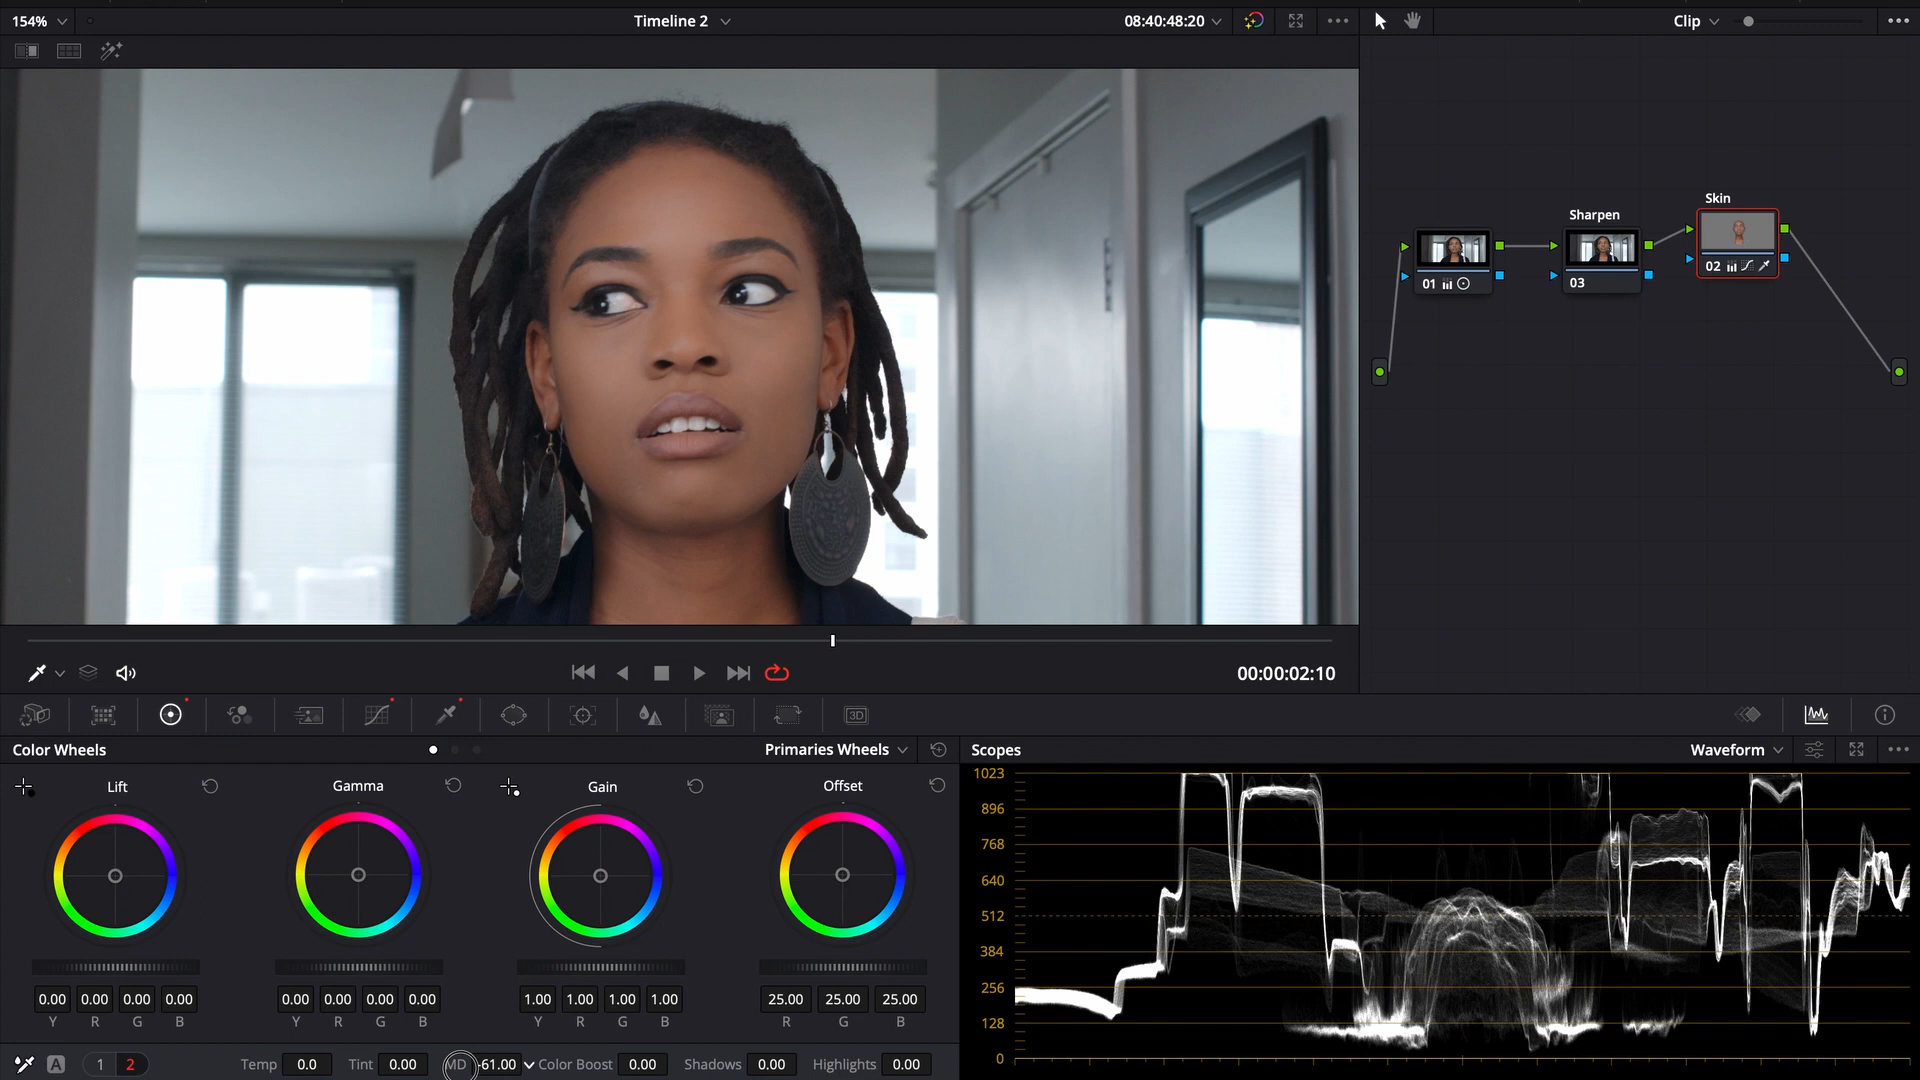 154% Timeline 2 08:40:48:20 Clip
Skin
Sharpen
02
01 03
00:00:02:10
3D
Color Wheels Primaries Wheels Scopes Waveform
Lift Gamma Gain Offset
1023
896
768
640
512
384
256
128
0
0.00 0.00 0.00 0.00 0.00 0.00 0.00 0.00 1.00 1.00 1.00 1.00 25.00 25.00 25.00
Y R G B Y R G B Y R G B R G B
A 1 2 Temp 0.0 Tint 0.00 MD -61.00 Color Boost 0.00 Shadows 0.00 Highlights 0.00